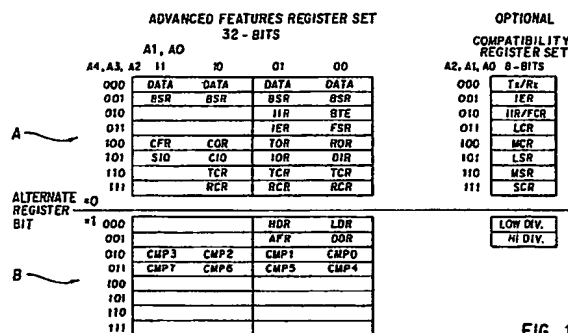 ADVANCED FEATURES REGISTER SET
32-BITS
OPTIONAL
COMPATIBILITY
REGISTER SET
A1, A0
A4, A3, A2 11 10 01 00
A2, A1, A0 8-BITS
000 DATA DATA DATA DATA 000 Tx/Rx
001 BSR BSR BSR BSR 001 IER
010 IIR BTE 010 IIR/FCR
011 IER FSR 011 LCR
A
100 CFR COR TOR ROR 100 MCR
101 SIO CIO IOR DIR 101 LSR
110 TCR TCR TCR 110 MSR
111 RCR RCR RCR 111 SCR
ALTERNATE =0
REGISTER
BIT =1 000 HDR LDR LOW DIV.
001 AFR DDR HI DIV.
010 CMP3 CMP2 CMP1 CMP0
B
011 CMP7 CMP6 CMP5 CMP4
100
101
110
111
FIG. 1